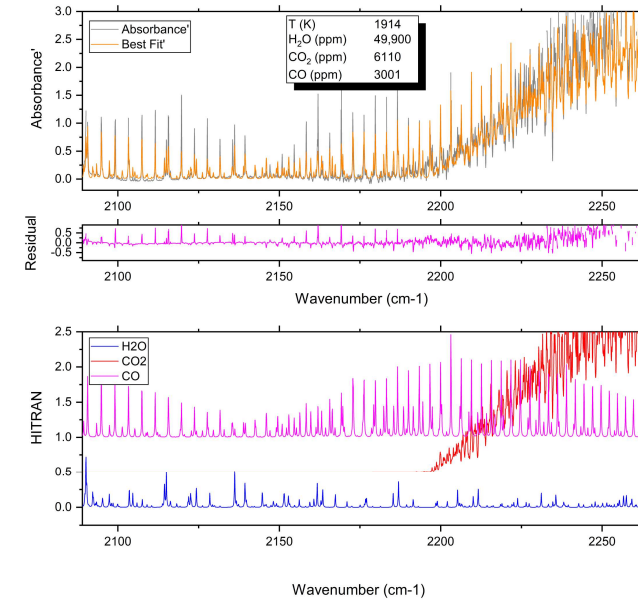 3.0
2.5
2.0
1.5
1.0
0.5
0.0
Absorbance'
Absorbance'
Best Fit'
T (K) 1914
H₂O (ppm) 49,900
CO₂ (ppm) 6110
CO (ppm) 3001
2100 2150 2200 2250
Residual
0.5
0.0
-0.5
2100 2150 2200 2250
Wavenumber (cm-1)
HITRAN
2.5
2.0
1.5
1.0
0.5
0.0
H2O
CO2
CO
2100 2150 2200 2250
Wavenumber (cm-1)